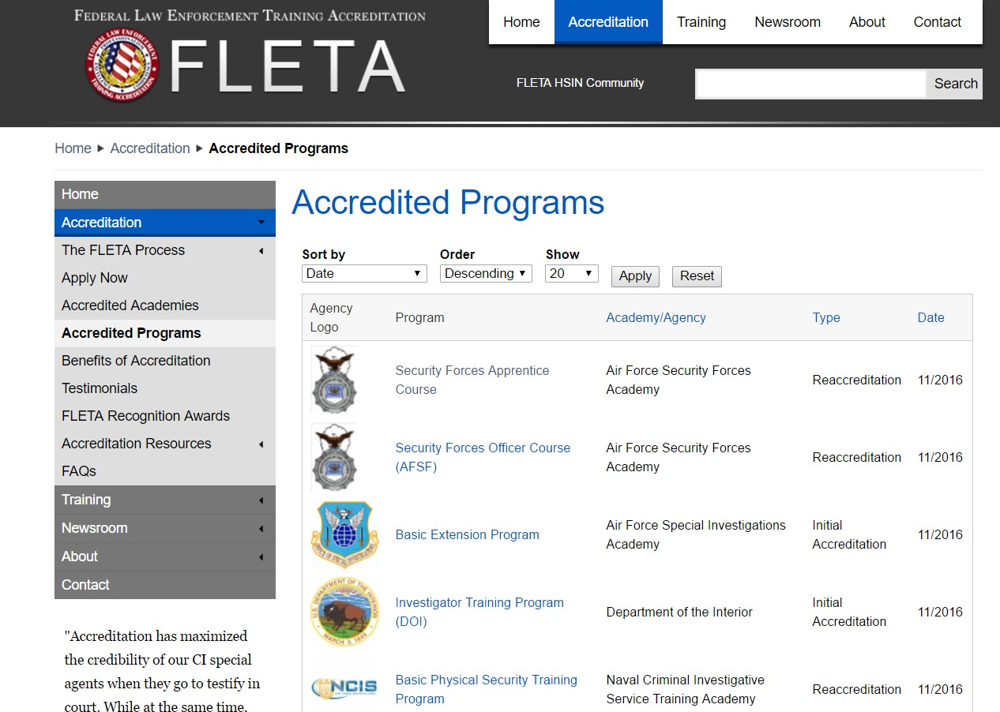 FEDERAL LAW ENFORCEMENT TRAINING ACCREDITATION
FLETA
Home Accreditation Training Newsroom About Contact
FLETA HSIN Community
Search
Home Accreditation Accredited Programs
Home
Accreditation
The FLETA Process
Apply Now
Accredited Academies
Accredited Programs
Benefits of Accreditation
Testimonials
FLETA Recognition Awards
Accreditation Resources
FAQs
Training
Newsroom
About
Contact
"Accreditation has maximized
the credibility of our CI special
agents when they go to testify in
court. While at the same time,
Accredited Programs
Sort by Order Show
Date Descending 20 Apply Reset
Agency
Logo
Program Academy/Agency Type Date
Security Forces Apprentice
Course
Air Force Security Forces
Academy
Reaccreditation 11/2016
Security Forces Officer Course
(AFSF)
Air Force Security Forces
Academy
Reaccreditation 11/2016
Basic Extension Program
Air Force Special Investigations
Academy
Initial
Accreditation
11/2016
U.S. DEPARTMENT OF THE INTERIOR
MARCH 3, 1849
Investigator Training Program
(DOI)
Department of the Interior
Initial
Accreditation
11/2016
NCIS
Basic Physical Security Training
Program
Naval Criminal Investigative
Service Training Academy
Reaccreditation 11/2016